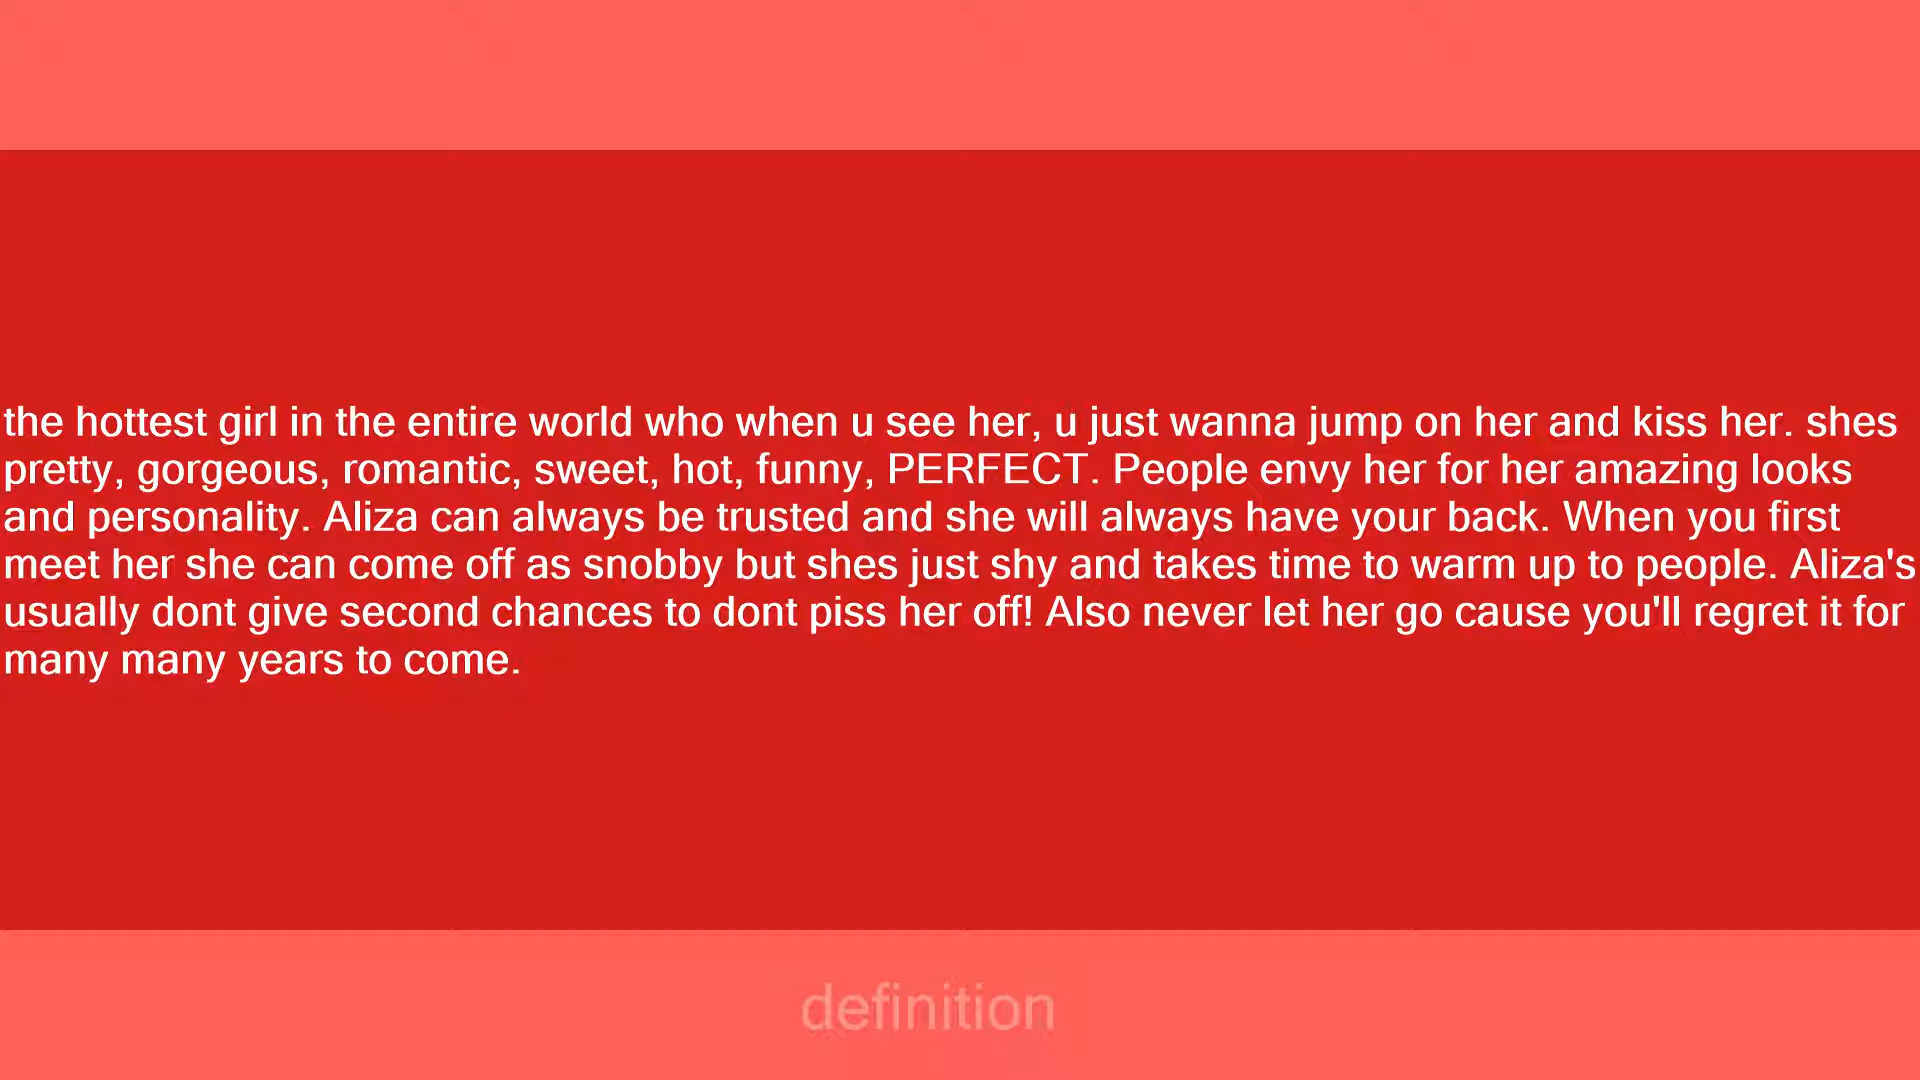 the hottest girl in the entire world who when u see her, u just wanna jump on her and kiss her. shes
pretty, gorgeous, romantic, sweet, hot, funny, PERFECT. People envy her for her amazing looks
and personality. Aliza can always be trusted and she will always have your back. When you first
meet her she can come off as snobby but shes just shy and takes time to warm up to people. Aliza's
usually dont give second chances to dont piss her off! Also never let her go cause you'll regret it for
many many years to come.
definition